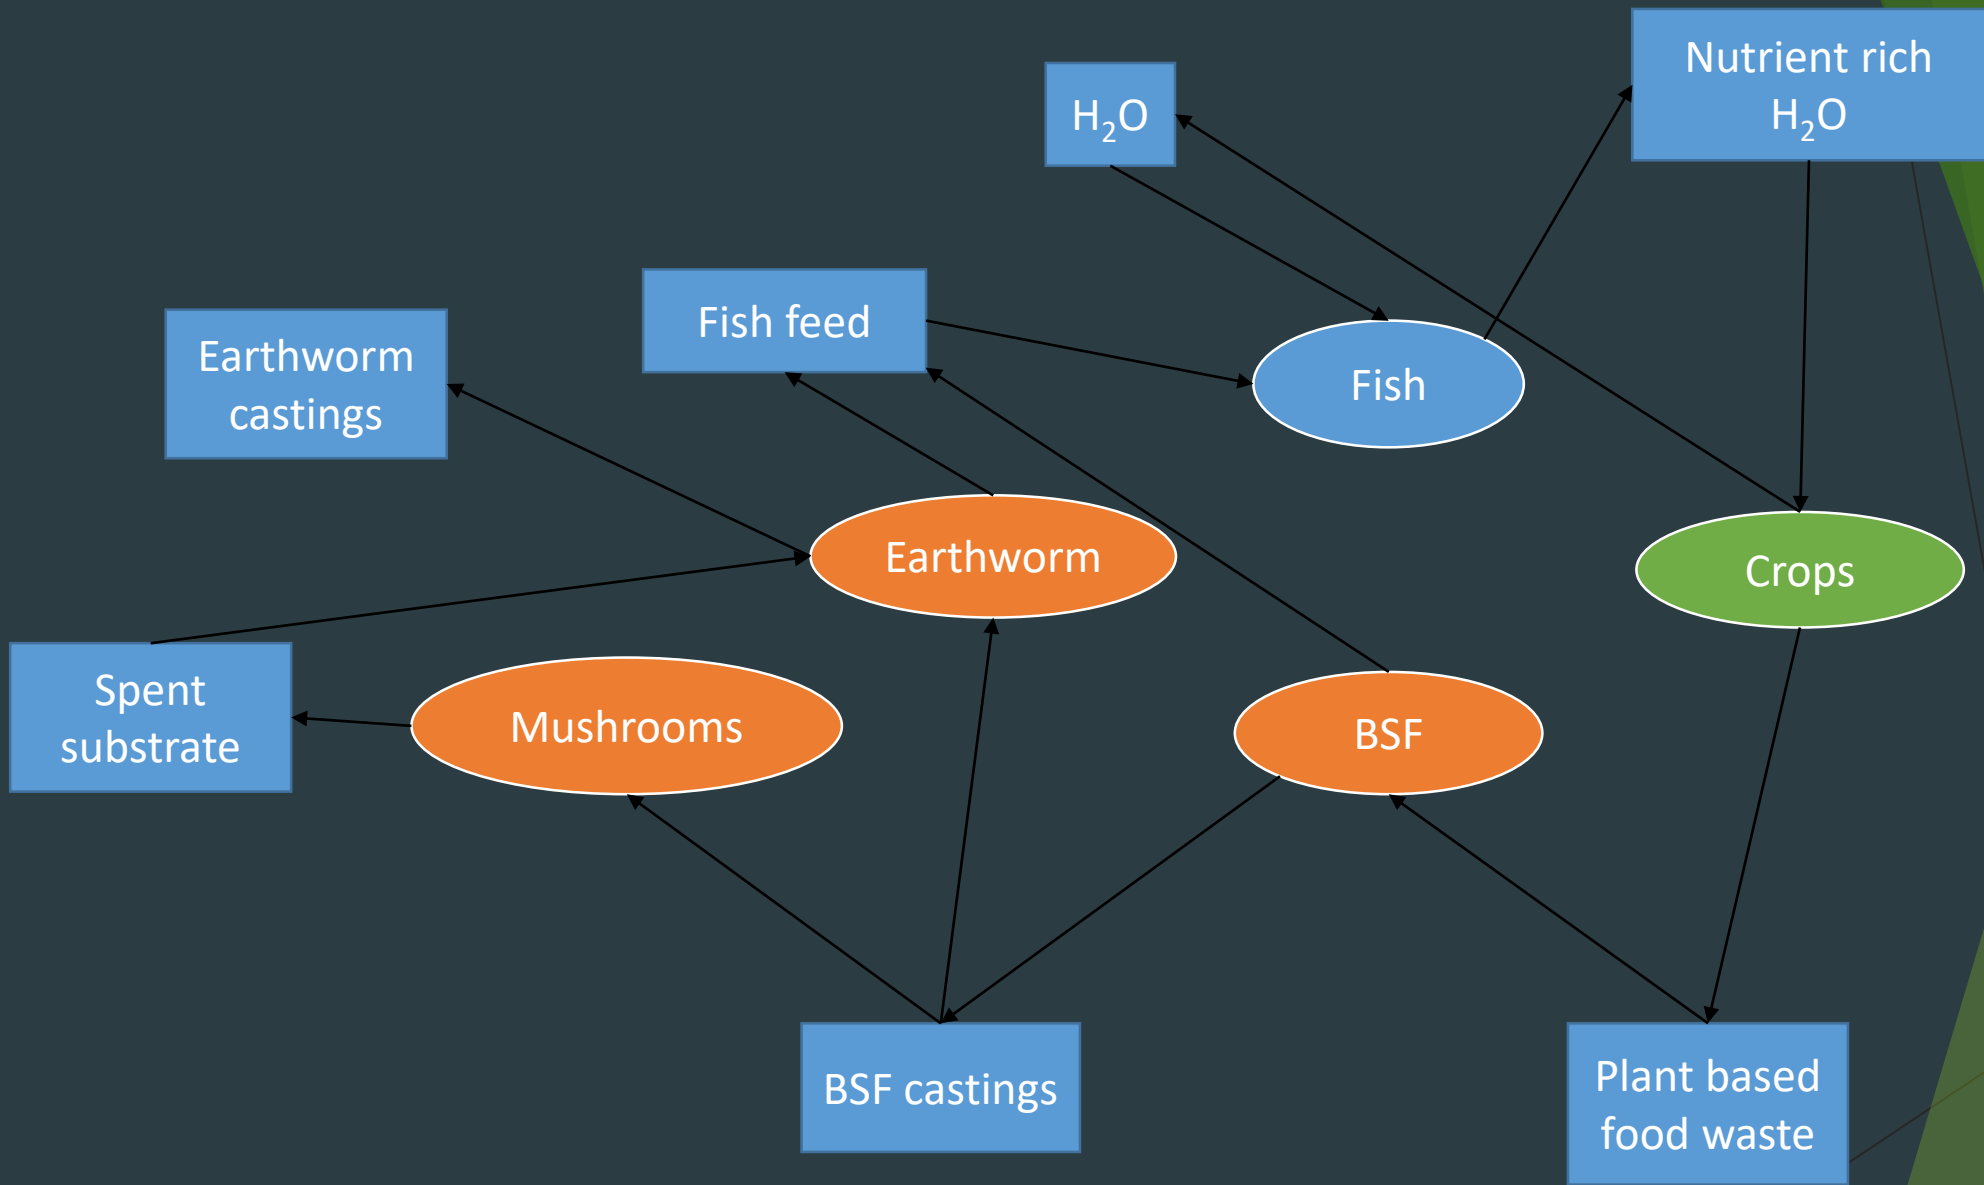 Nutrient rich
H₂O
H₂O
Fish feed
Earthworm
castings
Fish
Earthworm
Crops
Spent
substrate
Mushrooms
BSF
BSF castings
Plant based
food waste